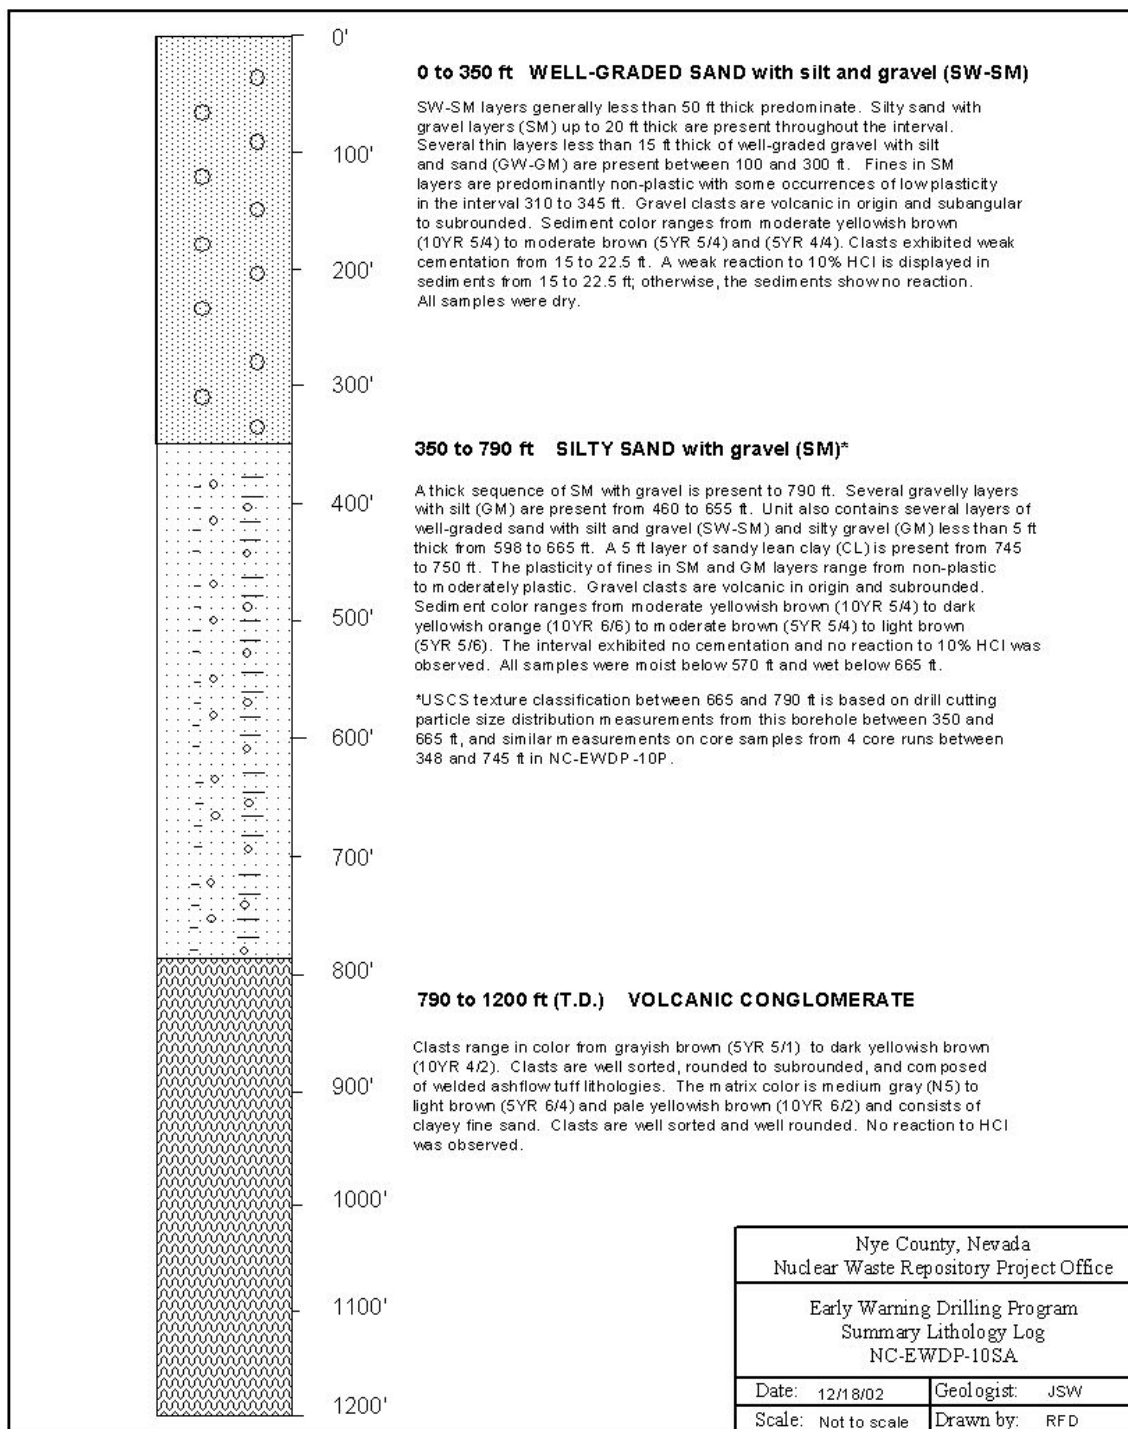 0'
0 to 350 ft WELL-GRADED SAND with silt and gravel (SW-SM)
SW-SM layers generally less than 50 ft thick predominate. Silty sand with
gravel layers (SM) up to 20 ft thick are present throughout the interval.
Several thin layers less than 15 ft thick of well-graded gravel with silt
and sand (GW-GM) are present between 100 and 300 ft. Fines in SM
layers are predominantly non-plastic with some occurrences of low plasticity
in the interval 310 to 345 ft. Gravel clasts are volcanic in origin and subangular
to subrounded. Sediment color ranges from moderate yellowish brown
(10YR 5/4) to moderate brown (5YR 5/4) and (5YR 4/4). Clasts exhibited weak
cementation from 15 to 22.5 ft. A weak reaction to 10% HCl is displayed in
sediments from 15 to 22.5 ft; otherwise, the sediments show no reaction.
All samples were dry.
100'
200'
300'
350 to 790 ft SILTY SAND with gravel (SM)*
A thick sequence of SM with gravel is present to 790 ft. Several gravelly layers
with silt (GM) are present from 460 to 655 ft. Unit also contains several layers of
well-graded sand with silt and gravel (SW-SM) and silty gravel (GM) less than 5 ft
thick from 598 to 665 ft. A 5 ft layer of sandy lean clay (CL) is present from 745
to 750 ft. The plasticity of fines in SM and GM layers range from non-plastic
to moderately plastic. Gravel clasts are volcanic in origin and subrounded.
Sediment color ranges from moderate yellowish brown (10YR 5/4) to dark
yellowish orange (10YR 6/6) to moderate brown (5YR 5/4) to light brown
(5YR 5/6). The interval exhibited no cementation and no reaction to 10% HCl was
observed. All samples were moist below 570 ft and wet below 665 ft.
*USCS texture classification between 665 and 790 ft is based on drill cutting
particle size distribution measurements from this borehole between 350 and
665 ft, and similar measurements on core samples from 4 core runs between
348 and 745 ft in NC-EWDP-10P.
400'
500'
600'
700'
800'
790 to 1200 ft (T.D.) VOLCANIC CONGLOMERATE
Clasts range in color from grayish brown (5YR 5/1) to dark yellowish brown
(10YR 4/2). Clasts are well sorted, rounded to subrounded, and composed
of welded ashflow tuff lithologies. The matrix color is medium gray (N5) to
light brown (5YR 6/4) and pale yellowish brown (10YR 6/2) and consists of
clayey fine sand. Clasts are well sorted and well rounded. No reaction to HCl
was observed.
900'
1000'
1100'
1200'
Nye County, Nevada
Nuclear Waste Repository Project Office
Early Warning Drilling Program
Summary Lithology Log
NC-EWDP-10SA
Date: 12/18/02 Geologist: JSW
Scale: Not to scale Drawn by: RFD